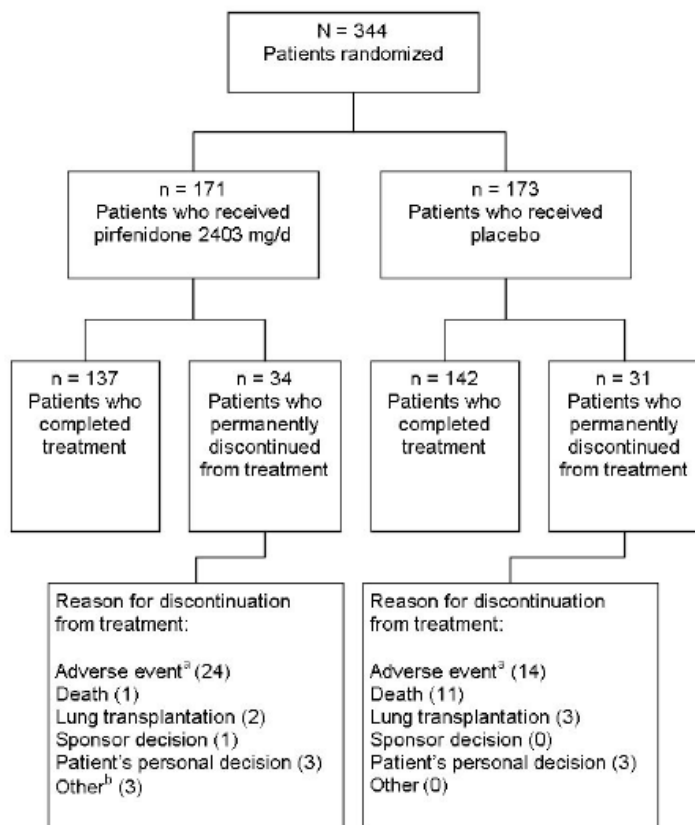 N = 344
Patients randomized
n = 171
Patients who received
pirfenidone 2403 mg/d
n = 173
Patients who received
placebo
n = 137
Patients who
completed
treatment
n = 34
Patients who
permanently
discontinued
from treatment
n = 142
Patients who
completed
treatment
n = 31
Patients who
permanently
discontinued
from treatment
Reason for discontinuation
from treatment:
Adverse eventᵃ (24)
Death (1)
Lung transplantation (2)
Sponsor decision (1)
Patient's personal decision (3)
Otherᵇ (3)
Reason for discontinuation
from treatment:
Adverse eventᵃ (14)
Death (11)
Lung transplantation (3)
Sponsor decision (0)
Patient's personal decision (3)
Other (0)